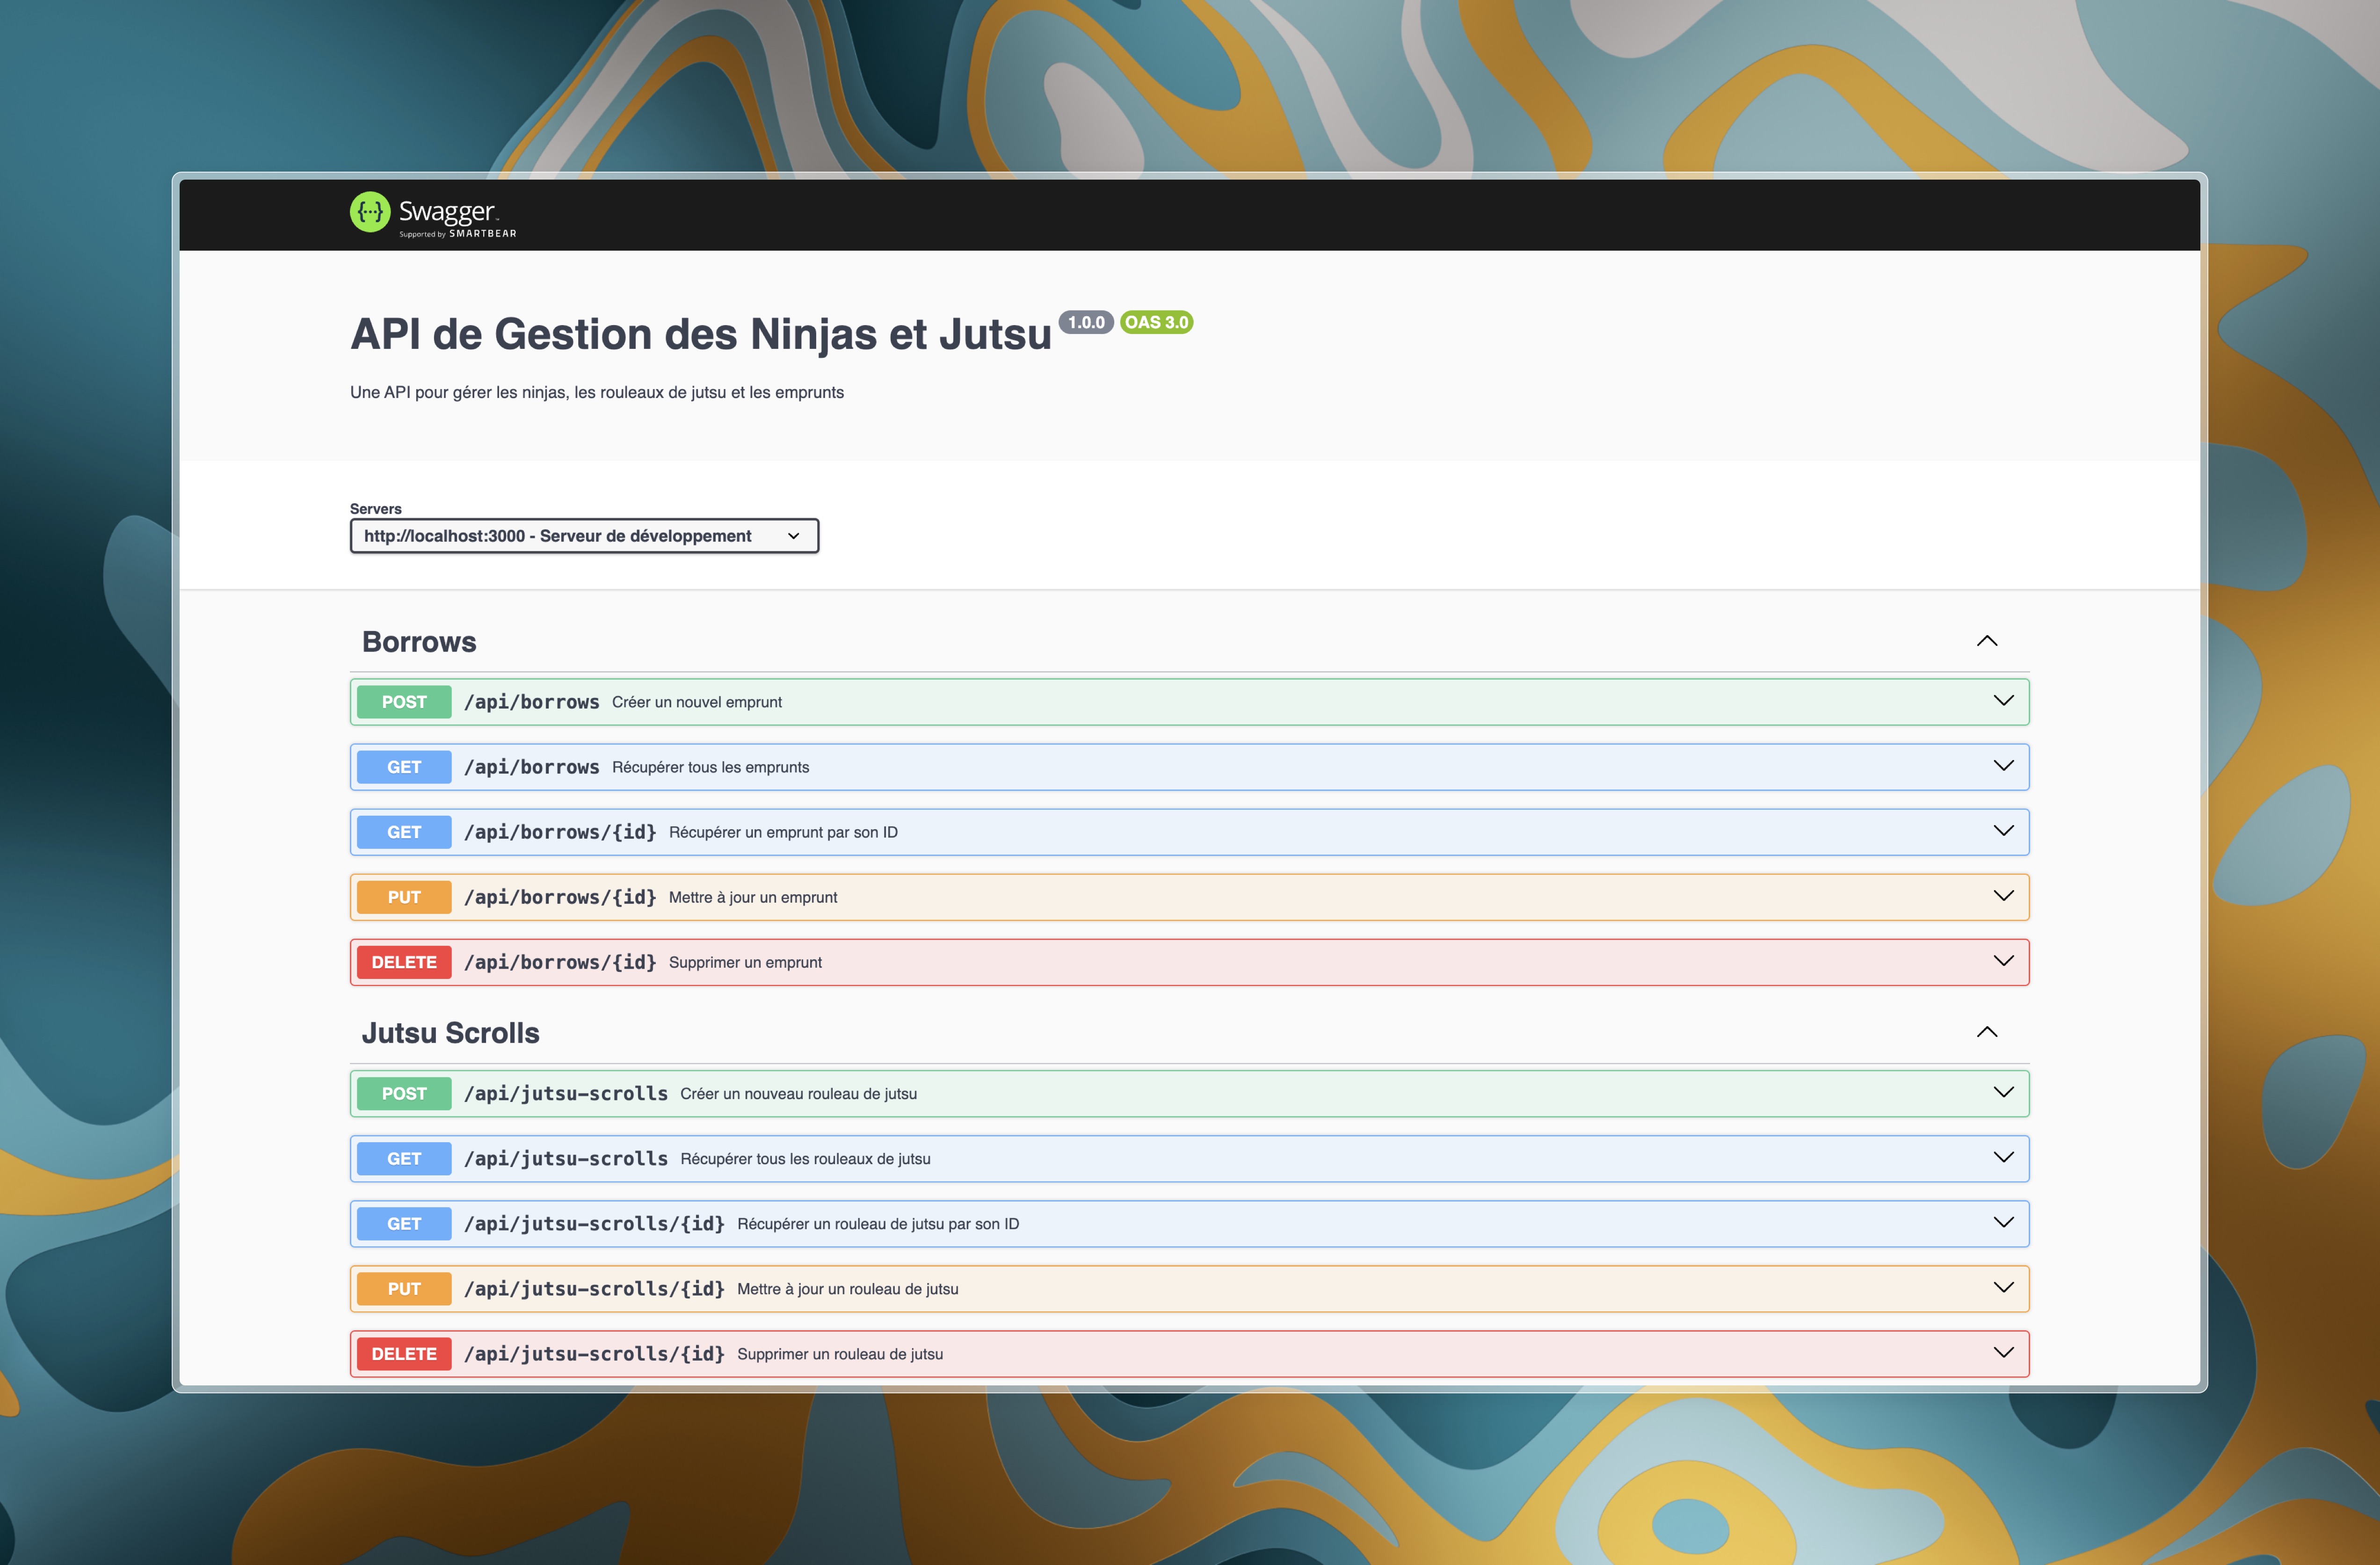 Swagger
Supported by SMARTBEAR
API de Gestion des Ninjas et Jutsu 1.0.0 OAS 3.0
Une API pour gérer les ninjas, les rouleaux de jutsu et les emprunts
Servers
http://localhost:3000 - Serveur de développement
Borrows
POST /api/borrows Créer un nouvel emprunt
GET /api/borrows Récupérer tous les emprunts
GET /api/borrows/{id} Récupérer un emprunt par son ID
PUT /api/borrows/{id} Mettre à jour un emprunt
DELETE /api/borrows/{id} Supprimer un emprunt
Jutsu Scrolls
POST /api/jutsu-scrolls Créer un nouveau rouleau de jutsu
GET /api/jutsu-scrolls Récupérer tous les rouleaux de jutsu
GET /api/jutsu-scrolls/{id} Récupérer un rouleau de jutsu par son ID
PUT /api/jutsu-scrolls/{id} Mettre à jour un rouleau de jutsu
DELETE /api/jutsu-scrolls/{id} Supprimer un rouleau de jutsu